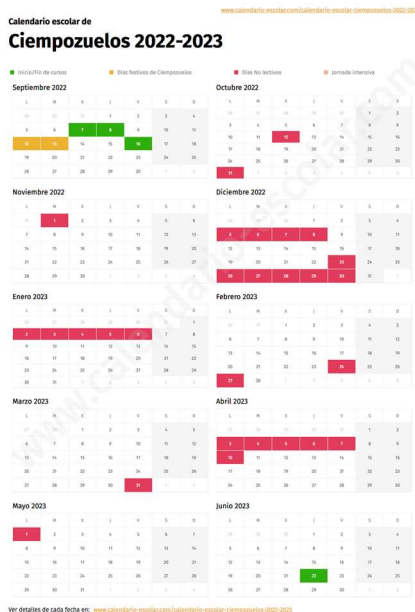 www.calendario-escolar.com/calendario-escolar-ciempozuelos-2022-202
Calendario escolar de
Ciempozuelos 2022-2023
Inicio/Fin de cursos
Días festivos de Ciempozuelos
Días No lectivos
Jornada intensiva
Septiembre 2022
L M X J V S D
1 2 3 4
5 6 7 8 9 10 11
12 13 14 15 16 17 18
19 20 21 22 23 24 25
26 27 28 29 30
Octubre 2022
L M X J V S D
1 2
3 4 5 6 7 8 9
10 11 12 13 14 15 16
17 18 19 20 21 22 23
24 25 26 27 28 29 30
31
Noviembre 2022
L M X J V S D
1 2 3 4 5 6
7 8 9 10 11 12 13
14 15 16 17 18 19 20
21 22 23 24 25 26 27
28 29 30
Diciembre 2022
L M X J V S D
1 2 3 4
5 6 7 8 9 10 11
12 13 14 15 16 17 18
19 20 21 22 23 24 25
26 27 28 29 30 31
Enero 2023
L M X J V S D
1
2 3 4 5 6 7 8
9 10 11 12 13 14 15
16 17 18 19 20 21 22
23 24 25 26 27 28 29
30 31
Febrero 2023
L M X J V S D
1 2 3 4 5
6 7 8 9 10 11 12
13 14 15 16 17 18 19
20 21 22 23 24 25 26
27 28
Marzo 2023
L M X J V S D
1 2 3 4 5
6 7 8 9 10 11 12
13 14 15 16 17 18 19
20 21 22 23 24 25 26
27 28 29 30 31
Abril 2023
L M X J V S D
1 2
3 4 5 6 7 8 9
10 11 12 13 14 15 16
17 18 19 20 21 22 23
24 25 26 27 28 29 30
Mayo 2023
L M X J V S D
1 2 3 4 5 6 7
8 9 10 11 12 13 14
15 16 17 18 19 20 21
22 23 24 25 26 27 28
29 30 31
Junio 2023
L M X J V S D
1 2 3 4
5 6 7 8 9 10 11
12 13 14 15 16 17 18
19 20 21 22 23 24 25
26 27 28 29 30
Ver detalles de cada fecha en: www.calendario-escolar.com/calendario-escolar-ciempozuelos-2022-2023
www.calendario-escolar.com